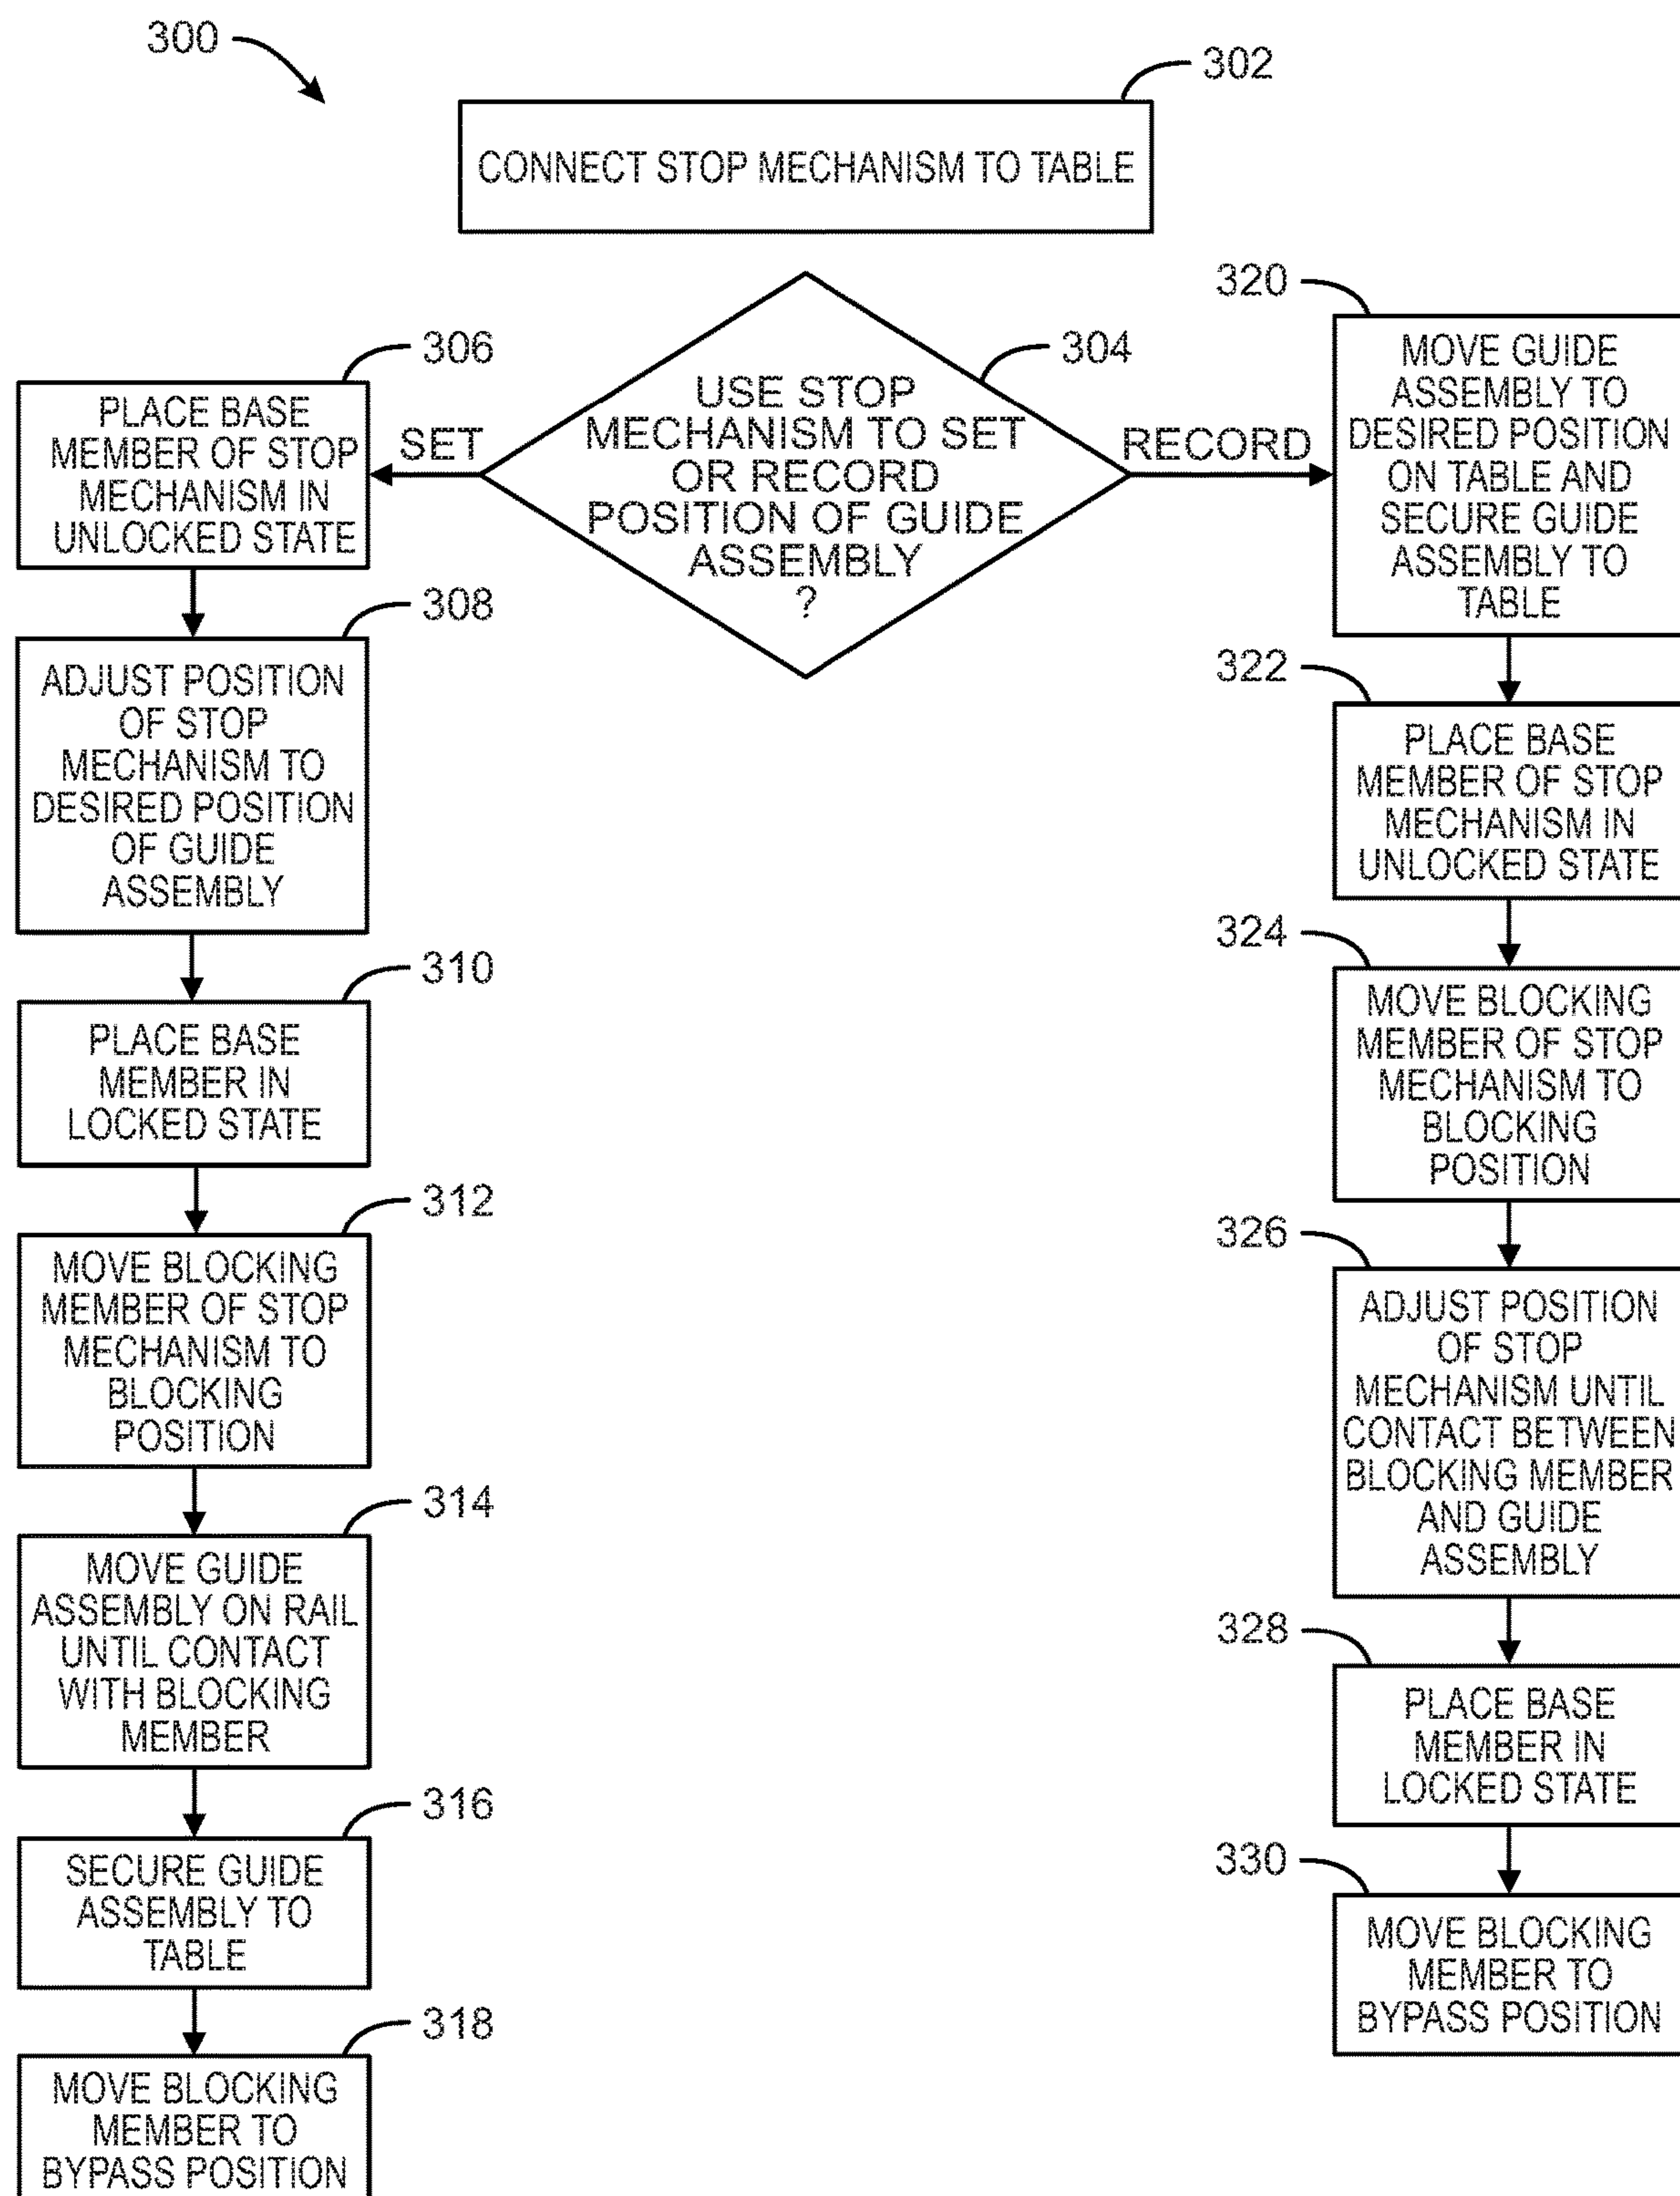 300
302
CONNECT STOP MECHANISM TO TABLE
304
USE STOP
MECHANISM TO SET
OR RECORD
POSITION OF GUIDE
ASSEMBLY
?
SET
RECORD
306
PLACE BASE
MEMBER OF STOP
MECHANISM IN
UNLOCKED STATE
308
ADJUST POSITION
OF STOP
MECHANISM TO
DESIRED POSITION
OF GUIDE
ASSEMBLY
310
PLACE BASE
MEMBER IN
LOCKED STATE
312
MOVE BLOCKING
MEMBER OF STOP
MECHANISM TO
BLOCKING
POSITION
314
MOVE GUIDE
ASSEMBLY ON RAIL
UNTIL CONTACT
WITH BLOCKING
MEMBER
316
SECURE GUIDE
ASSEMBLY TO
TABLE
318
MOVE BLOCKING
MEMBER TO
BYPASS POSITION
320
MOVE GUIDE
ASSEMBLY TO
DESIRED POSITION
ON TABLE AND
SECURE GUIDE
ASSEMBLY TO
TABLE
322
PLACE BASE
MEMBER OF STOP
MECHANISM IN
UNLOCKED STATE
324
MOVE BLOCKING
MEMBER OF STOP
MECHANISM TO
BLOCKING
POSITION
326
ADJUST POSITION
OF STOP
MECHANISM UNTIL
CONTACT BETWEEN
BLOCKING MEMBER
AND GUIDE
ASSEMBLY
328
PLACE BASE
MEMBER IN
LOCKED STATE
330
MOVE BLOCKING
MEMBER TO
BYPASS POSITION